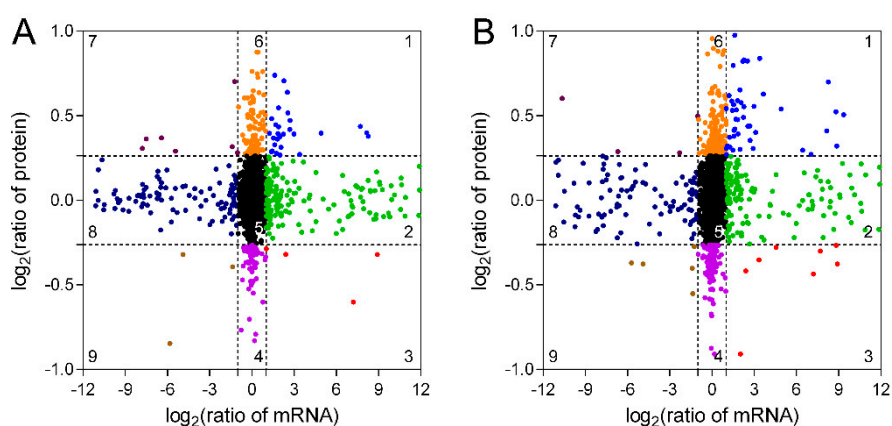 A
B
log2(ratio of protein)
1.0
0.5
0.0
-0.5
-1.0
7 6 1
8 5 2
9 4 3
-12 -9 -6 -3 0 3 6 9 12
log2(ratio of mRNA)
log2(ratio of protein)
1.0
0.5
0.0
-0.5
-1.0
7 6 1
8 5 2
9 4 3
-12 -9 -6 -3 0 3 6 9 12
log2(ratio of mRNA)